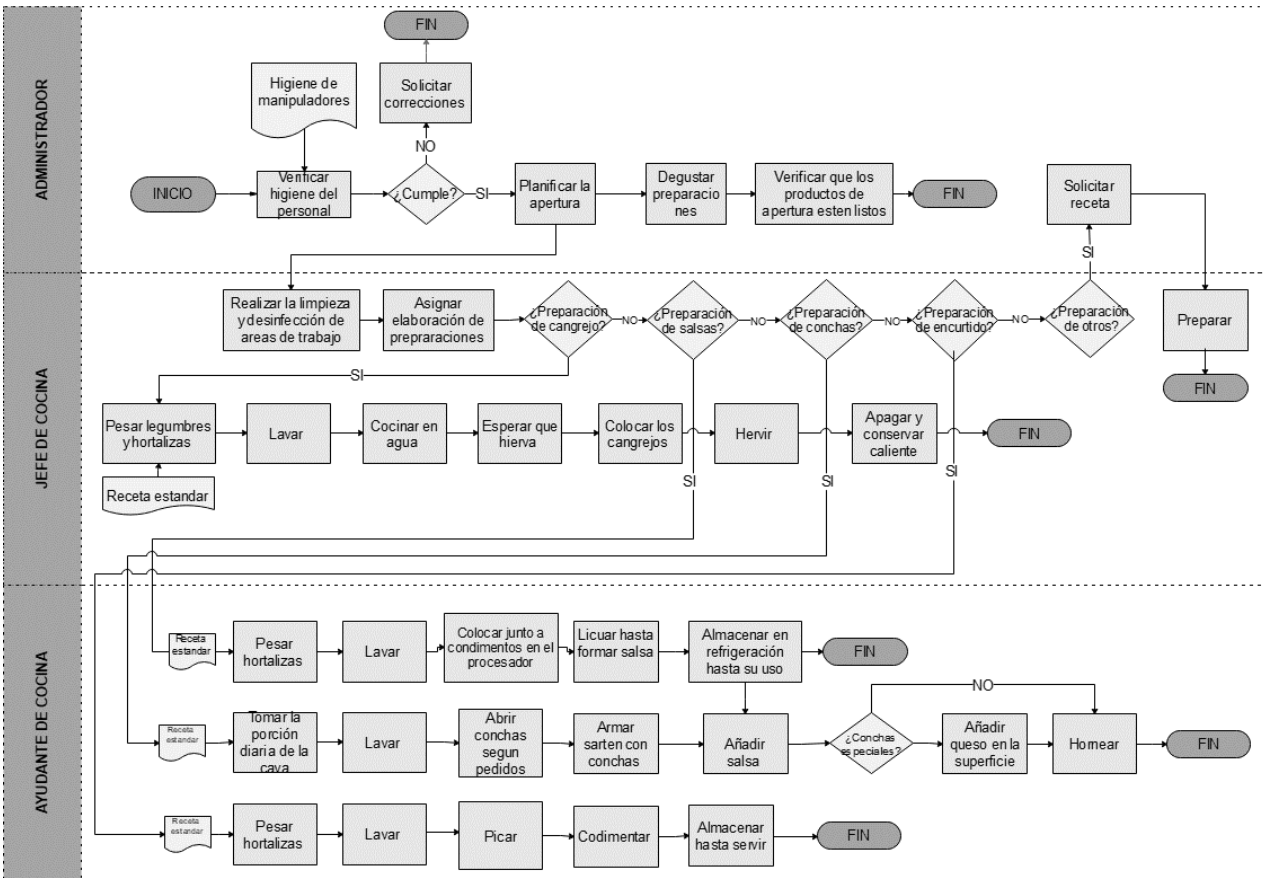 ADMINISTRADOR
FIN
Higiene de
manipuladores
Solicitar
correcciones
NO
INICIO
Verificar
higiene del
personal
¿Cumple?
SI
Planificar la
apertura
Degustar
preparacio
nes
Verificar que los
productos de
apertura esten listos
FIN
Solicitar
receta
SI
JEFE DE COCINA
Realizar la limpieza
y desinfección de
areas de trabajo
Asignar
elaboración de
prepraraciones
¿Preparación
de cangrejo?
NO
¿Preparación
de salsas?
NO
¿Preparación
de conchas?
NO
¿Preparación
de encurtido?
NO
¿Preparación
de otros?
Preparar
FIN
SI
Pesar legumbres
y hortalizas
Lavar
Cocinar en
agua
Esperar que
hierva
Colocar los
cangrejos
Hervir
Apagar y
conservar
caliente
FIN
Receta estandar
SI
SI
SI
AYUDANTE DE COCINA
Receta
estandar
Pesar
hortalizas
Lavar
Colocar junto a
condimentos en el
procesador
Licuar hasta
formar salsa
Almacenar en
refrigeración
hasta su uso
FIN
NO
Receta
estandar
Tomar la
porción
diaria de la
cava
Lavar
Abrir
conchas
segun
pedidos
Armar
sarten con
conchas
Añadir
salsa
¿Conchas
especiales?
Añadir
queso en la
superficie
Hornear
FIN
Receta
estandar
Pesar
hortalizas
Lavar
Picar
Codimentar
Almacenar
hasta servir
FIN